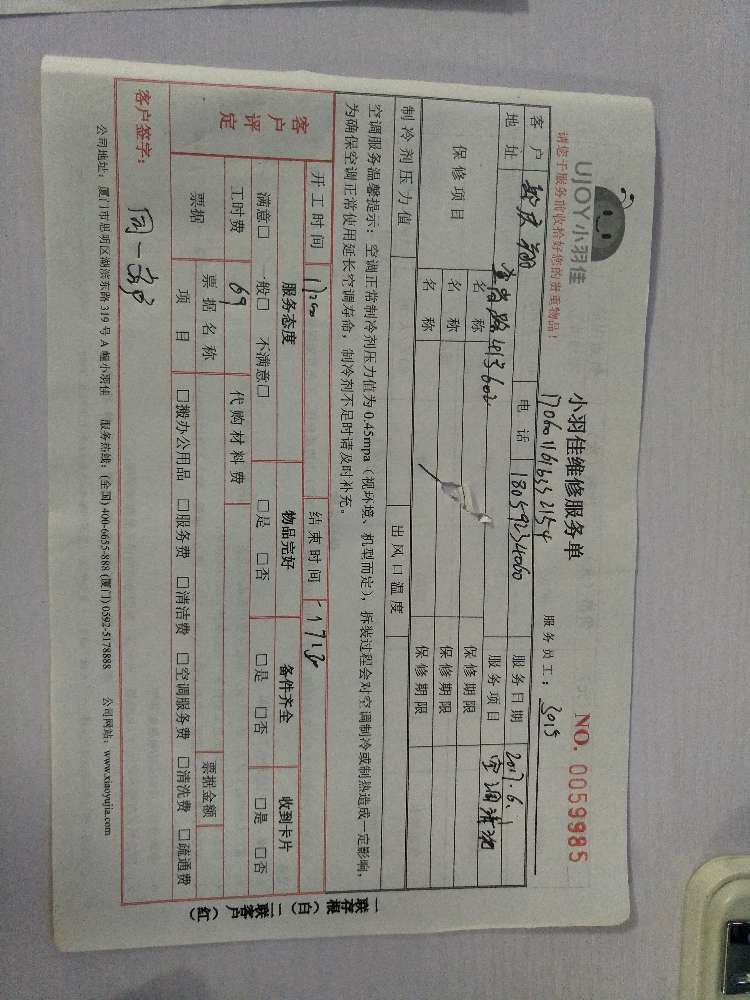 UJOY小羽佳
小羽佳维修服务单
NO. 0059985
请您于服务前收拾好您的贵重物品！
服务员工： 3015
客 户
电 话 18059234060
服务日期 2017.6.1
地 址
服务项目 空调清洗
保修项目 名 称 保修期限
名 称 保修期限
名 称 保修期限
制冷剂压力值 出风口温度
空调服务温馨提示：空调正常制冷剂压力值为 0.45mpa（视环境、机型而定），拆装过程会对空调制冷或制热造成一定影响，
为确保空调正常使用延长空调寿命，制冷剂不足时请及时补充。
开工时间 结束时间
客户评定 服务态度 物品完好 备件齐全 收到卡片
满意□ 一般□ 不满意□ □是 □否 □是 □否 □是 □否
工时费 69 代购材料费
票据 票据名称 票据金额
项 目 □搬办公用品 □服务费 □清洁费 □空调服务费 □清洗费 □疏通费
客户签字：
公司地址：厦门市思明区湖滨东路 319 号 A 幢小羽佳 服务热线：(全国) 400-6655-888 (厦门) 0592-5178888 公司网站：www.xiaoyujia.com
一联存根（白） 二联客户（红）